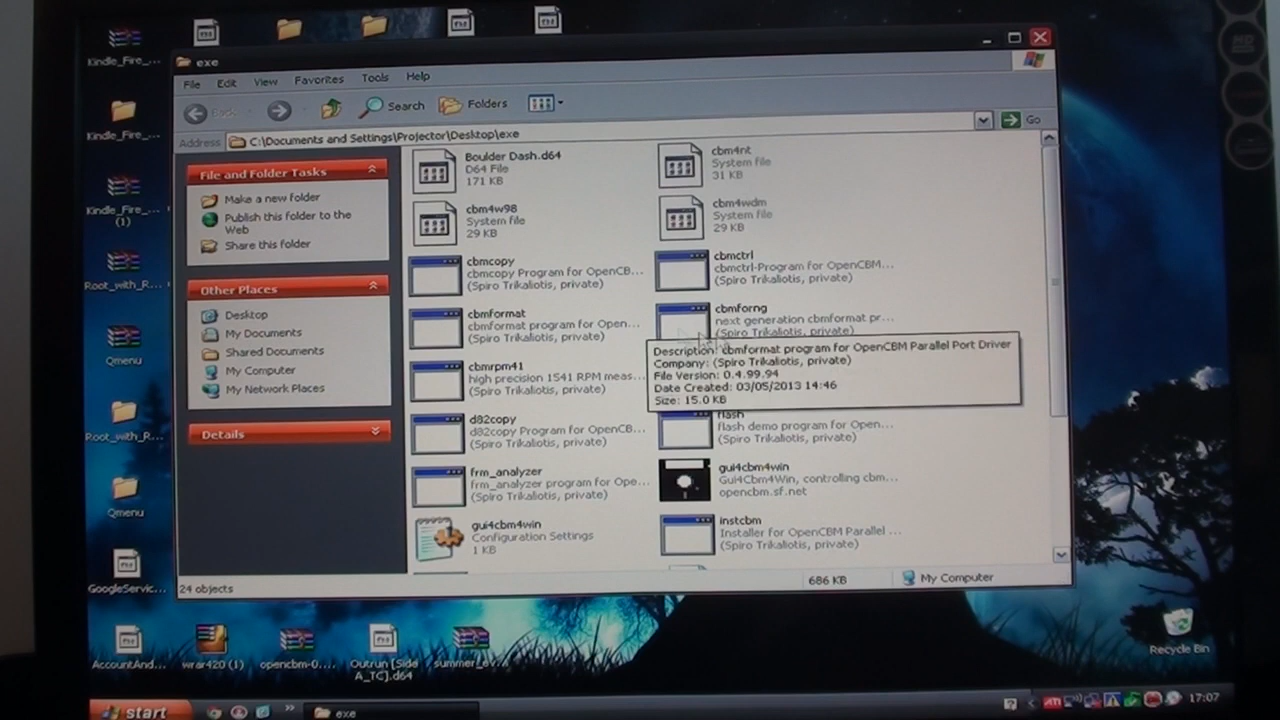 exe
File Edit View Favorites Tools Help
Back Search Folders
Address C:\Documents and Settings\Projector\Desktop\exe Go
File and Folder Tasks
Make a new folder
Publish this folder to the
Web
Share this folder
Other Places
Desktop
My Documents
Shared Documents
My Computer
My Network Places
Details
Boulder Dash.d64
D64 File
171 KB
cbm4nt
System file
31 KB
cbm4w98
System file
29 KB
cbm4wdm
System file
29 KB
cbmcopy
cbmcopy Program for OpenCB...
(Spiro Trikaliotis, private)
cbmctrl
cbmctrl-Program for OpenCBM...
(Spiro Trikaliotis, private)
cbmformat
cbmformat program for Open...
(Spiro Trikaliotis, private)
cbmforng
next generation cbmformat pr...
(Spiro Trikaliotis, private)
cbmrpm41
high precision 1541 RPM meas...
(Spiro Trikaliotis, private)
Description: cbmformat program for OpenCBM Parallel Port Driver
Company: (Spiro Trikaliotis, private)
File Version: 0.4.99.94
Date Created: 03/05/2013 14:46
Size: 15.0 KB
d82copy
d82copy Program for OpenCB...
(Spiro Trikaliotis, private)
flash
flash demo program for Open...
(Spiro Trikaliotis, private)
frm_analyzer
frm_analyzer program for Ope...
(Spiro Trikaliotis, private)
gui4cbm4win
Gui4Cbm4Win, controlling cbm...
opencbm.sf.net
gui4cbm4win
Configuration Settings
1 KB
instcbm
Installer for OpenCBM Parallel ...
(Spiro Trikaliotis, private)
24 objects
686 KB
My Computer
Kindle_Fire_...
Kindle_Fire_...
Kindle_Fire_...
(1)
Root_with_R...
Qmenu
Root_with_R...
Qmenu
GoogleServic...
AccountAnd...
wrar420 (1)
opencbm-0....
Outrun [Side
A_TC].d64
Recycle Bin
start
exe
ATI
17:07